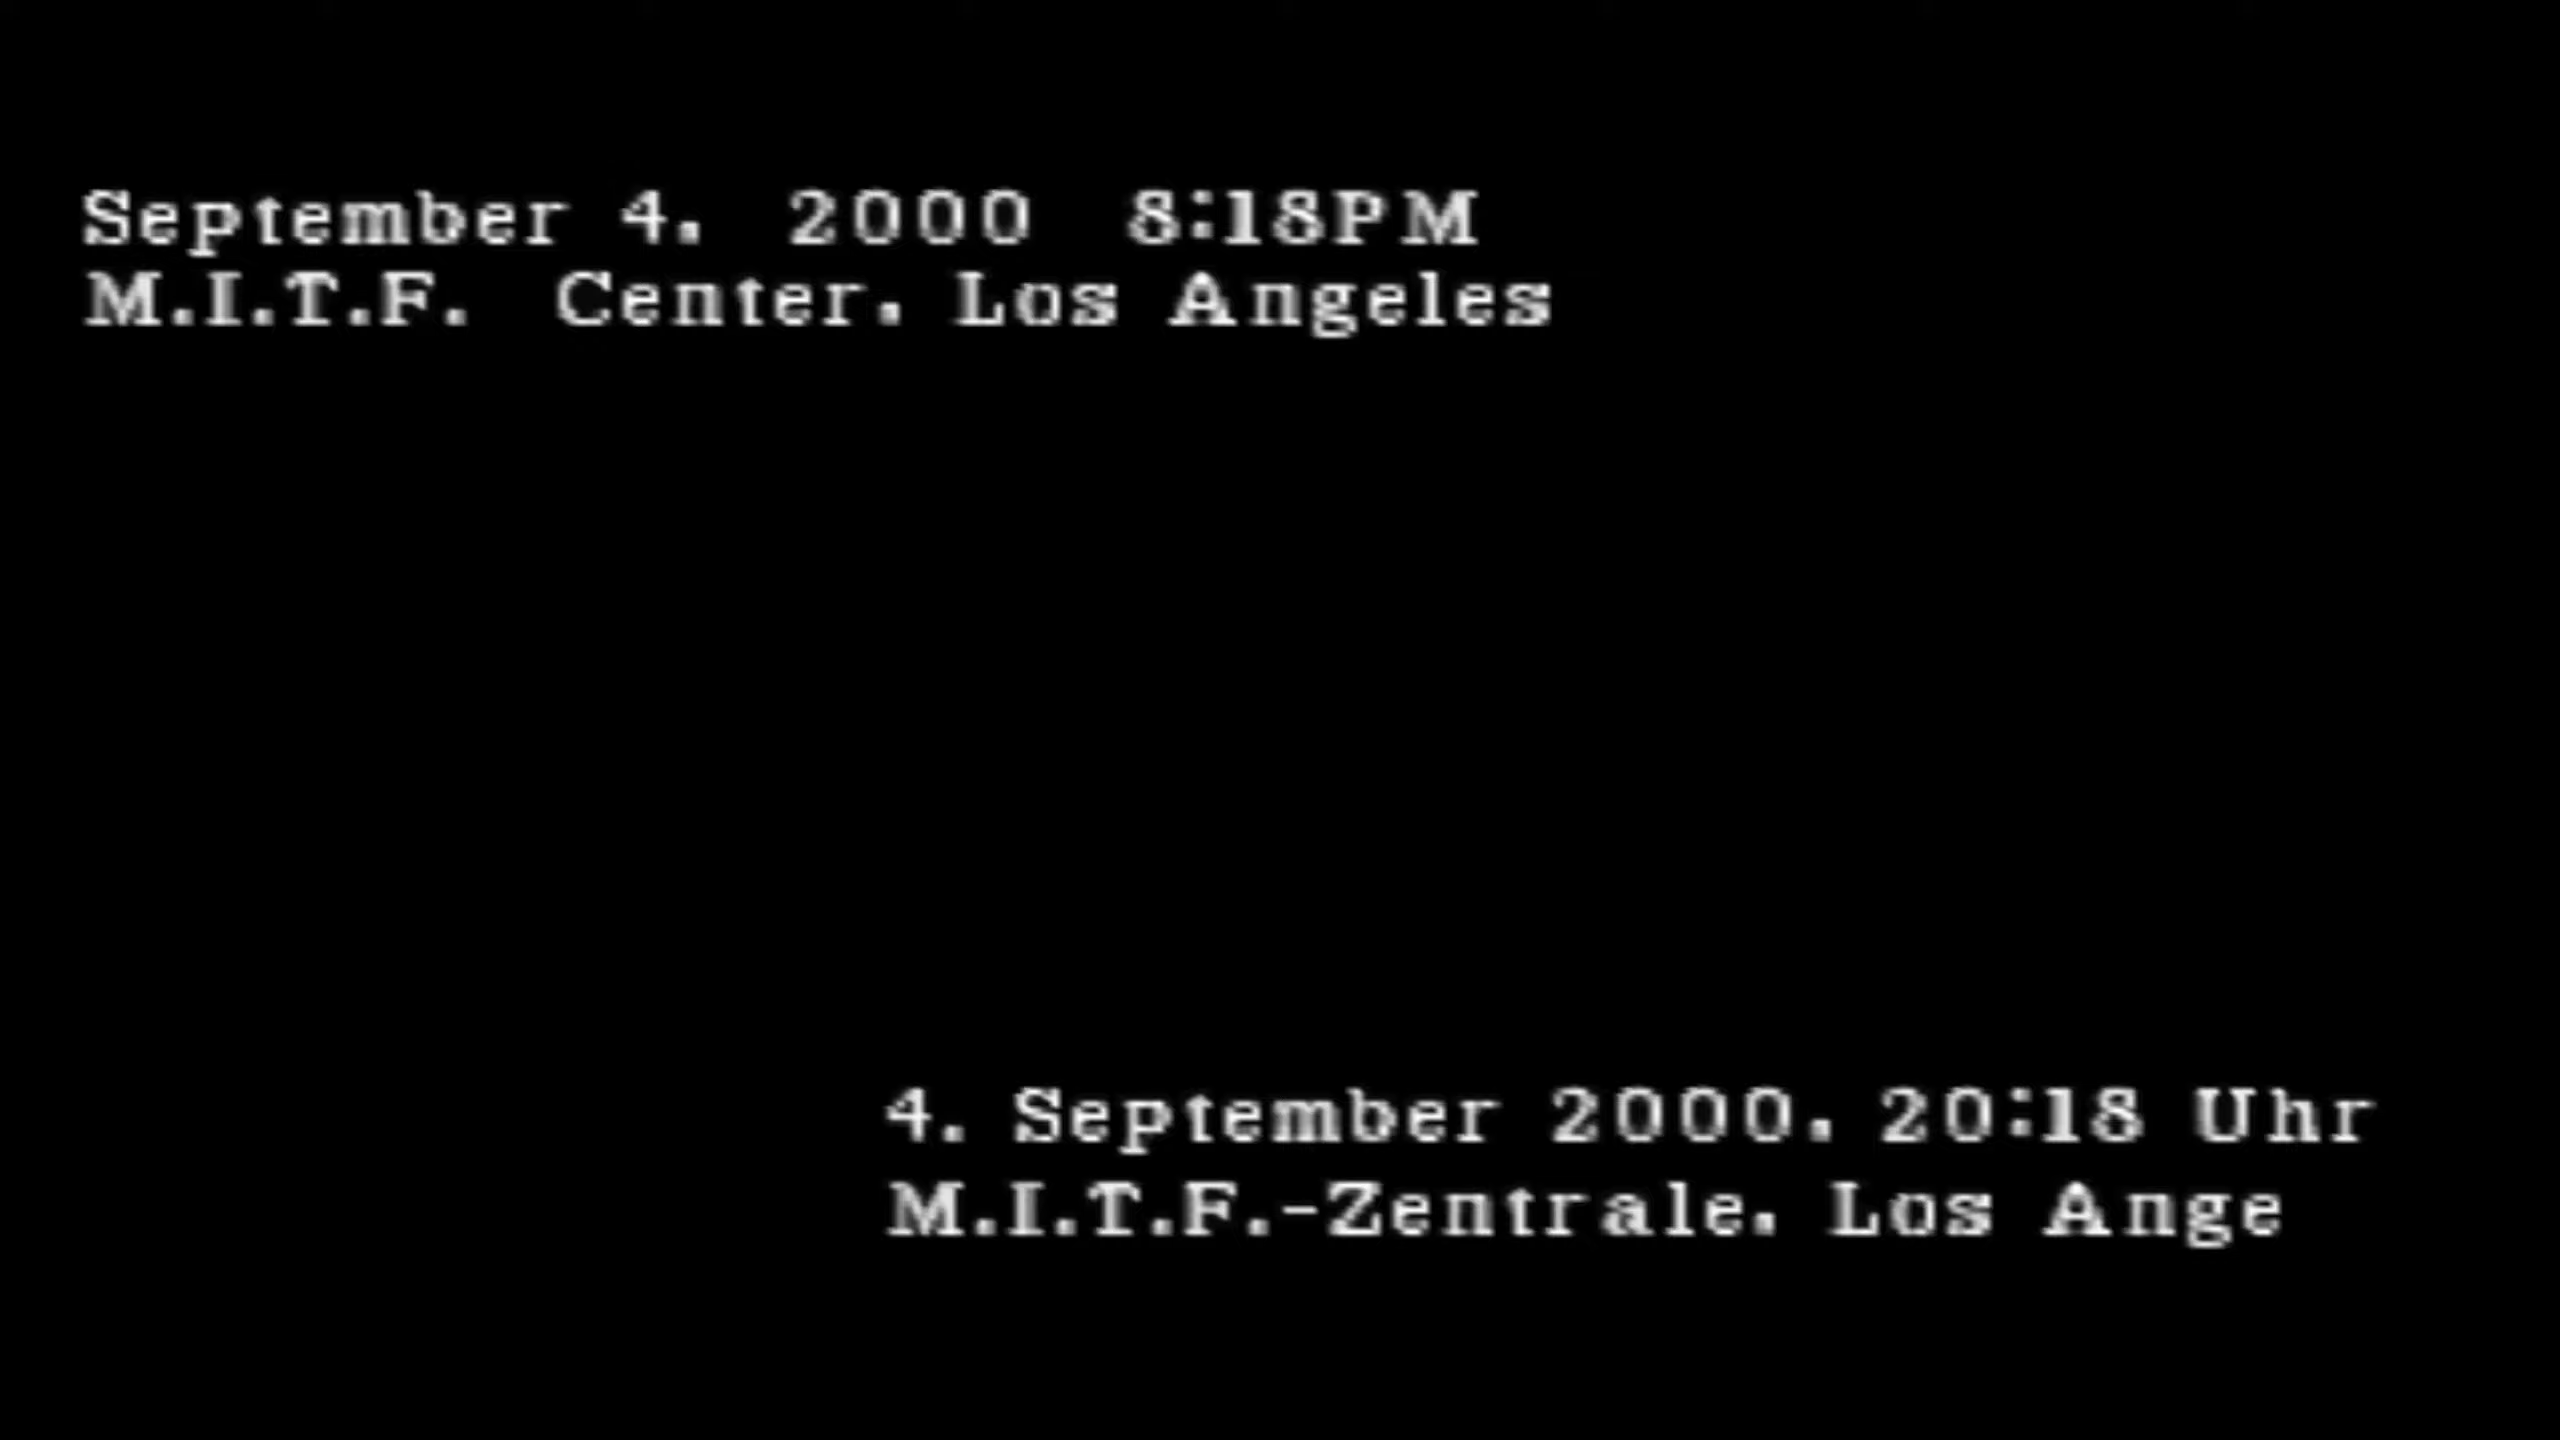 September 4, 2000 8:18PM
M.I.T.F. Center, Los Angeles
4. September 2000, 20:18 Uhr
M.I.T.F.-Zentrale, Los Ange